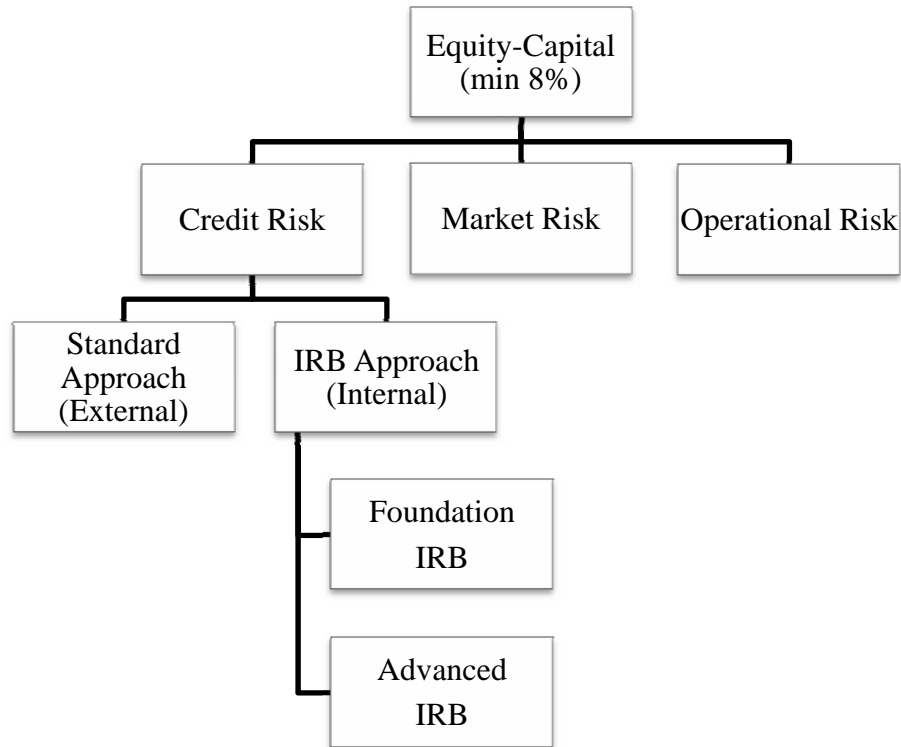 Equity-Capital
(min 8%)
Credit Risk
Market Risk
Operational Risk
Standard
Approach
(External)
IRB Approach
(Internal)
Foundation
IRB
Advanced
IRB